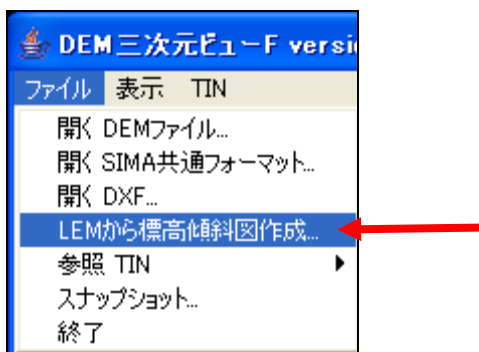 DEM三次元ビューF versi
ファイル 表示 TIN
開く DEMファイル...
開く SIMA共通フォーマット...
開く DXF...
LEMから標高傾斜図作成...
参照 TIN
スナップショット...
終了